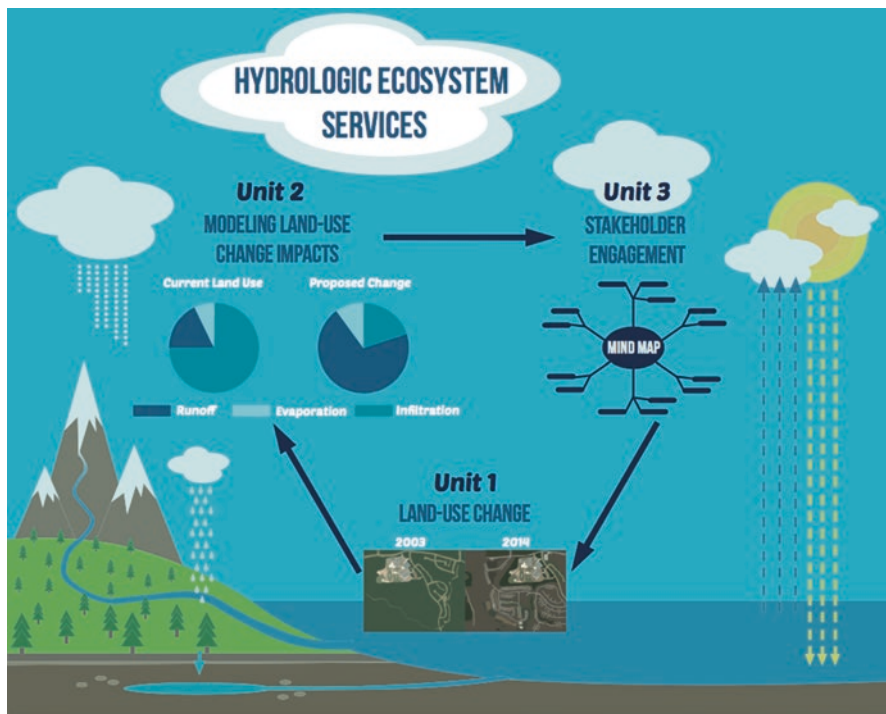 HYDROLOGIC ECOSYSTEM
SERVICES
Unit 2
MODELING LAND-USE
CHANGE IMPACTS
Current Land Use
Proposed Change
Runoff
Evaporation
Infiltration
Unit 3
STAKEHOLDER
ENGAGEMENT
MIND MAP
Unit 1
LAND-USE CHANGE
2003
2014